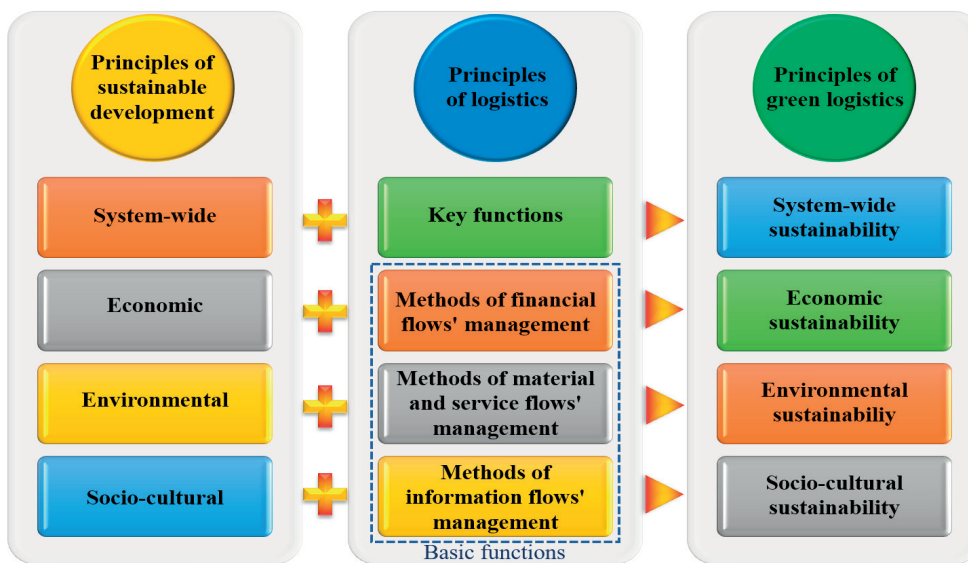 Principles of
sustainable
development
System-wide
Economic
Environmental
Socio-cultural
Principles
of logistics
Key functions
Methods of financial
flows' management
Methods of material
and service flows'
management
Methods of
information flows'
management
Basic functions
Principles of
green logistics
System-wide
sustainability
Economic
sustainability
Environmental
sustainabiliy
Socio-cultural
sustainability